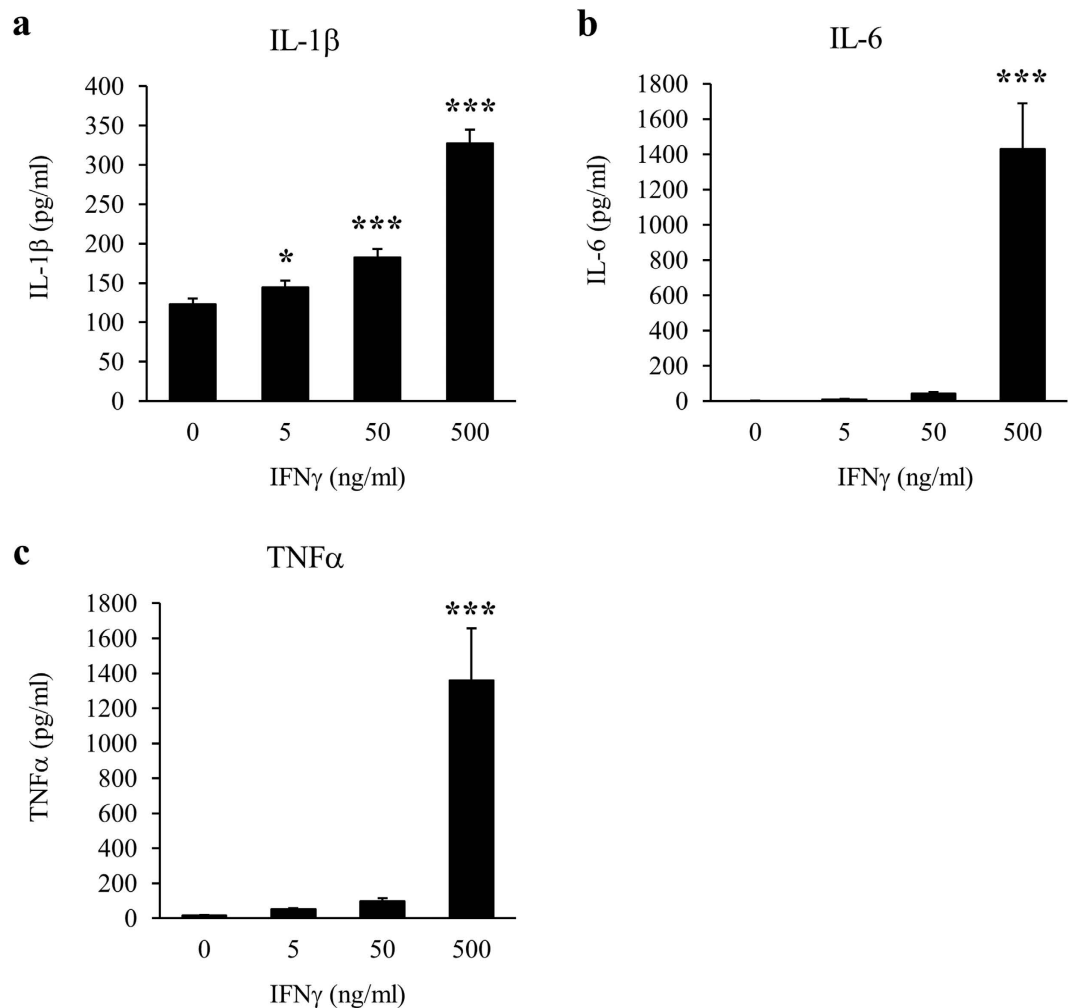 a
IL-1β
400
350
300
250
200
150
100
50
0
IL-1β (pg/ml)
*
***
***
0 5 50 500
IFNγ (ng/ml)
b
IL-6
1800
1600
1400
1200
1000
800
600
400
200
0
IL-6 (pg/ml)
***
0 5 50 500
IFNγ (ng/ml)
c
TNFα
1800
1600
1400
1200
1000
800
600
400
200
0
TNFα (pg/ml)
***
0 5 50 500
IFNγ (ng/ml)